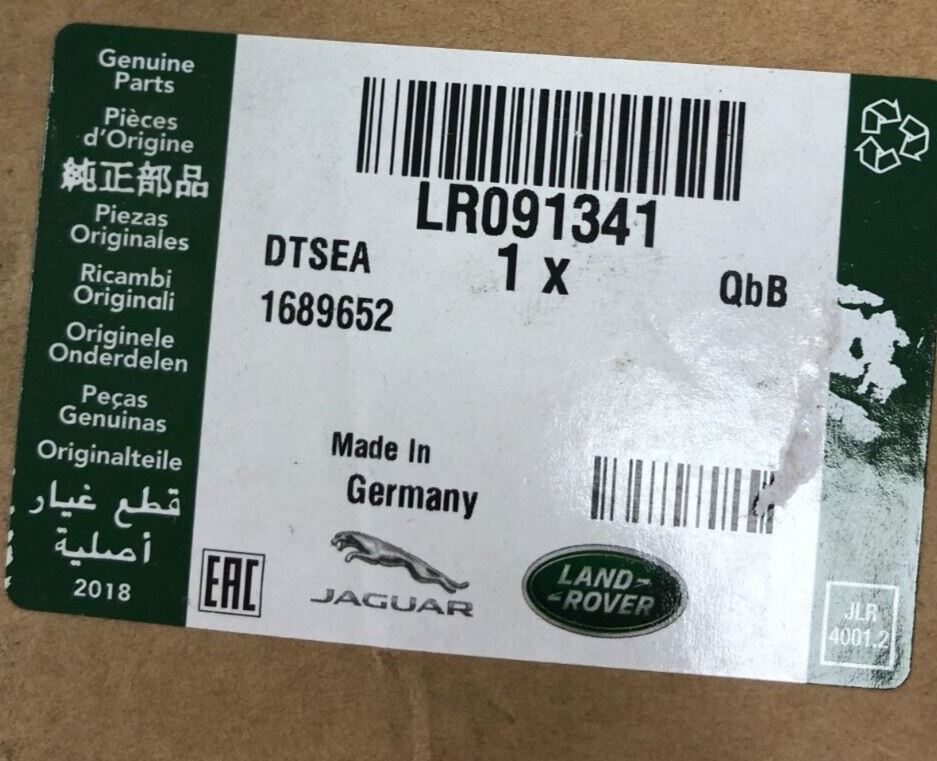 Genuine
Parts
Pièces
d'Origine
純正部品
Piezas
Originales
Ricambi
Originali
Originele
Onderdelen
Peças
Genuinas
Originalteile
قطع غيار
أصلية
2018
LR091341
1 x
DTSEA
QbB
1689652
Made In
Germany
EAC
JAGUAR
LAND-
-ROVER
JLR
4001.2